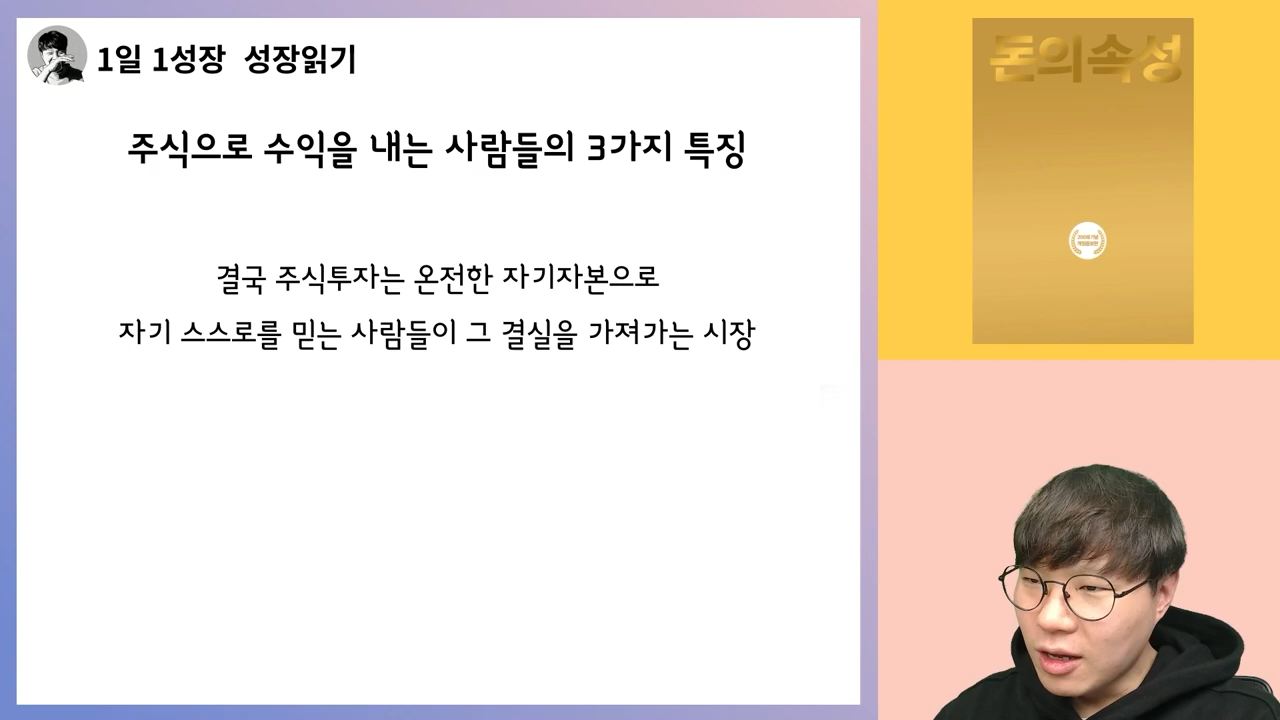 1일 1성장 성장읽기
주식으로 수익을 내는 사람들의 3가지 특징
결국 주식투자는 온전한 자기자본으로
자기 스스로를 믿는 사람들이 그 결실을 가져가는 시장
돈의 속성